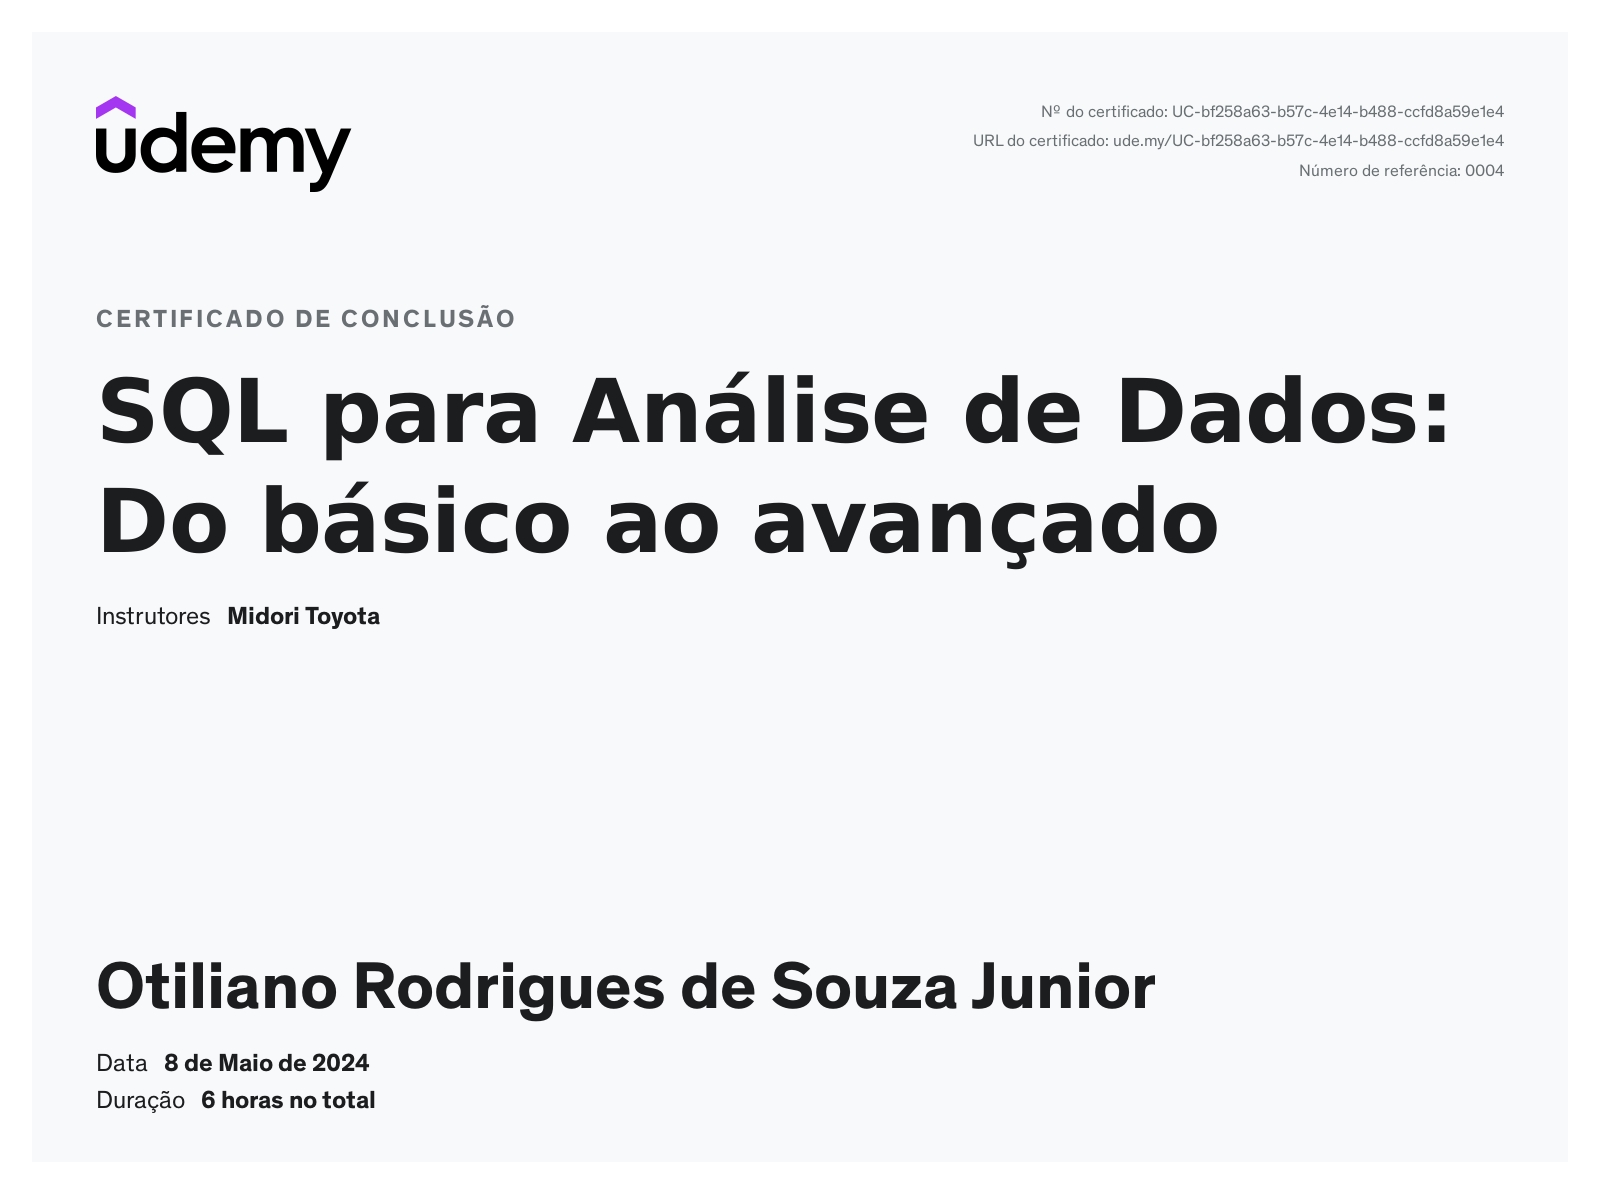 udemy
Nº do certificado: UC-bf258a63-b57c-4e14-b488-ccfd8a59e1e4
URL do certificado: ude.my/UC-bf258a63-b57c-4e14-b488-ccfd8a59e1e4
Número de referência: 0004
CERTIFICADO DE CONCLUSÃO
SQL para Análise de Dados:
Do básico ao avançado
Instrutores Midori Toyota
Otiliano Rodrigues de Souza Junior
Data 8 de Maio de 2024
Duração 6 horas no total